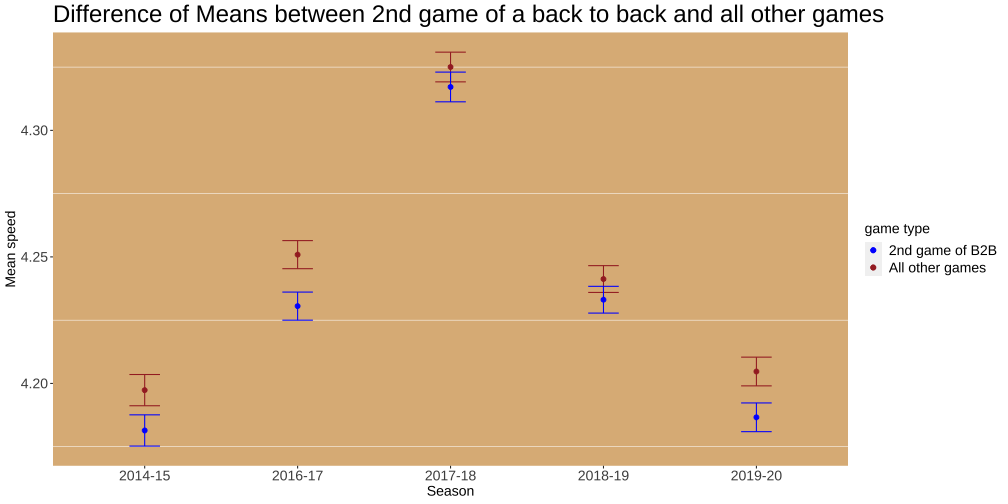 Difference of Means between 2nd game of a back to back and all other games
Mean speed
4.30
4.25
4.20
2014-15
2016-17
2017-18
2018-19
2019-20
Season
game type
2nd game of B2B
All other games